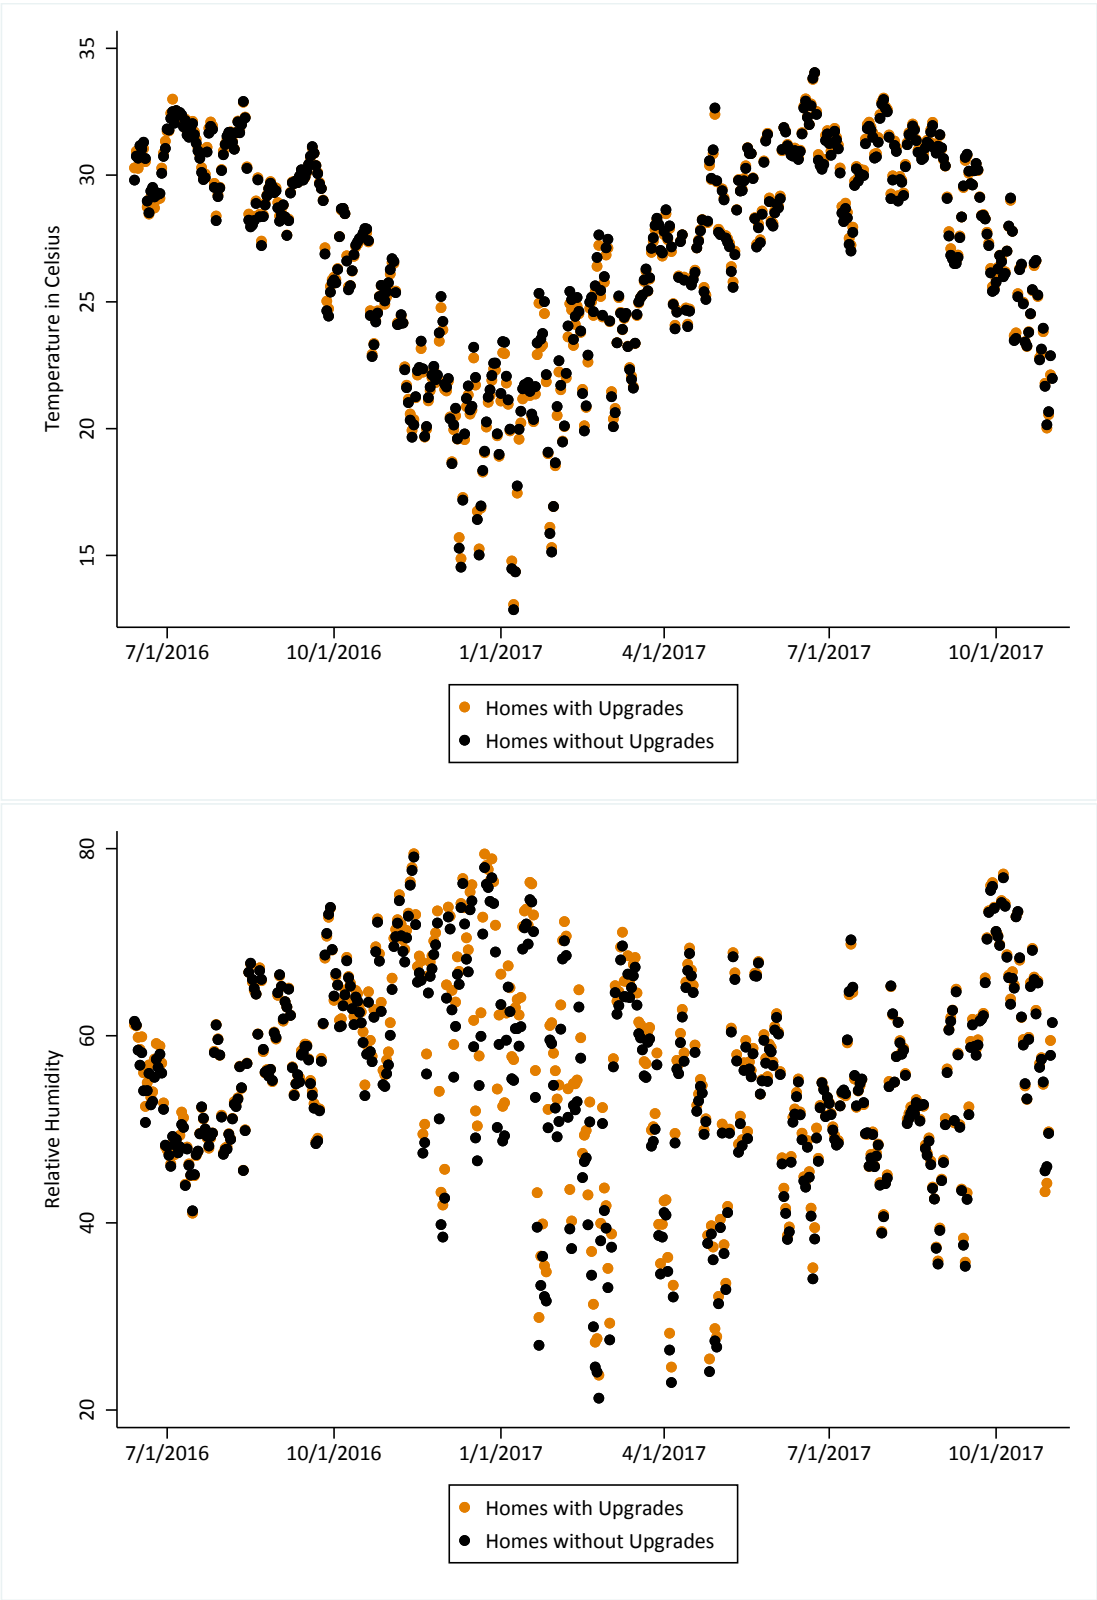 Temperature in Celsius
35
30
25
20
15
7/1/2016 10/1/2016 1/1/2017 4/1/2017 7/1/2017 10/1/2017
Homes with Upgrades
Homes without Upgrades
Relative Humidity
80
60
40
20
7/1/2016 10/1/2016 1/1/2017 4/1/2017 7/1/2017 10/1/2017
Homes with Upgrades
Homes without Upgrades